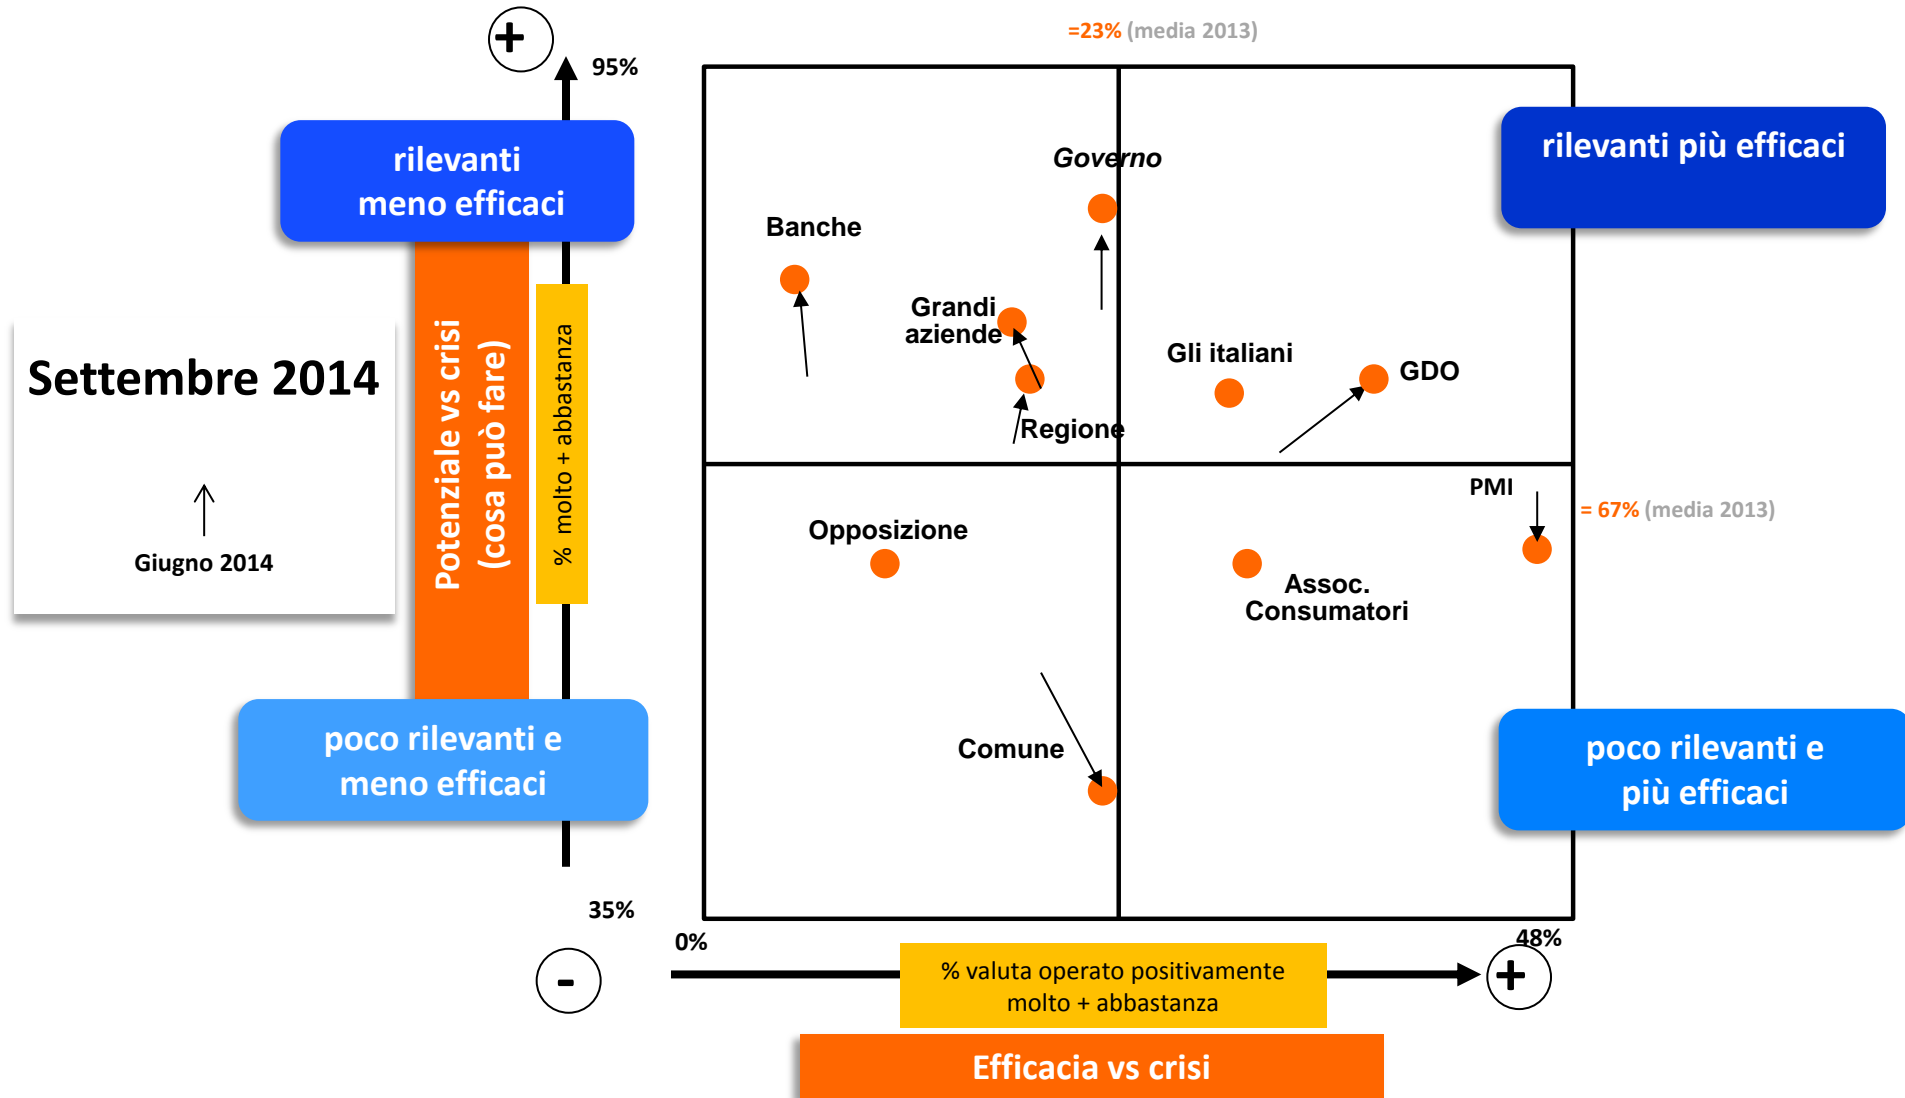 +
95%
=23% (media 2013)
rilevanti
meno efficaci
rilevanti più efficaci
Governo
Banche
Grandi
aziende
Gli italiani
GDO
Regione
Settembre 2014
Giugno 2014
Potenziale vs crisi
(cosa può fare)
% molto + abbastanza
PMI
= 67% (media 2013)
Opposizione
Assoc.
Consumatori
Comune
poco rilevanti e
meno efficaci
poco rilevanti e
più efficaci
35%
0%
48%
-
% valuta operato positivamente
molto + abbastanza
+
Efficacia vs crisi